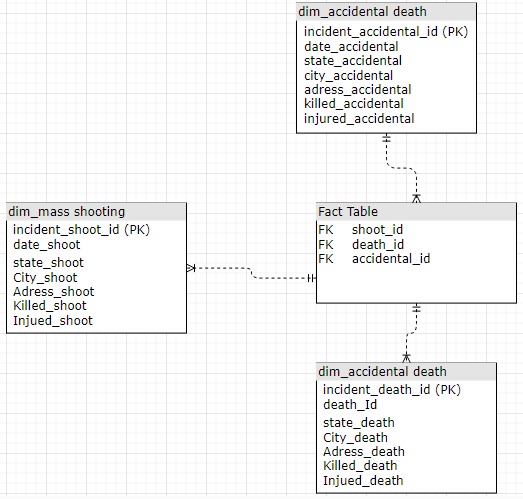 dim_accidental death
incident_accidental_id (PK)
date_accidental
state_accidental
city_accidental
adress_accidental
killed_accidental
injured_accidental
dim_mass shooting
incident_shoot_id (PK)
date_shoot
state_shoot
City_shoot
Adress_shoot
Killed_shoot
Injued_shoot
Fact Table
FK shoot_id
FK death_id
FK accidental_id
dim_accidental death
incident_death_id (PK)
death_Id
state_death
City_death
Adress_death
Killed_death
Injued_death